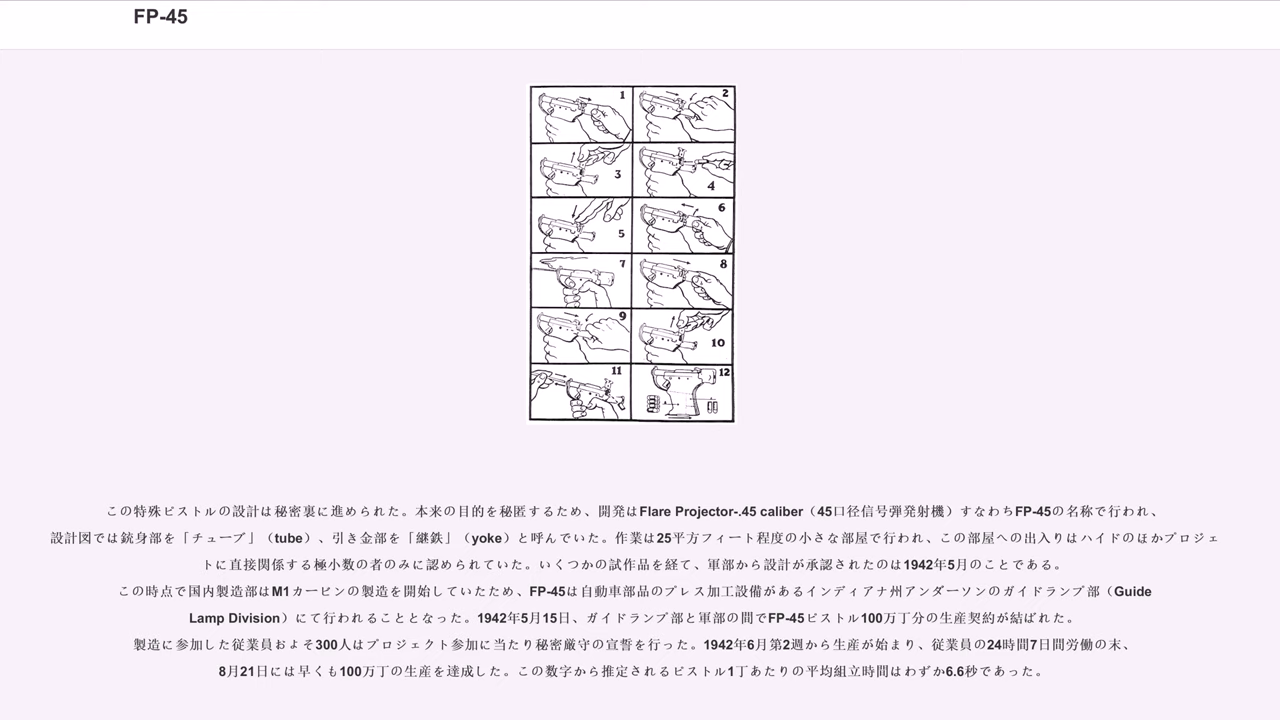 FP-45
1
2
3
4
5
6
7
8
9
10
11
12
この特殊ピストルの設計は秘密裏に進められた。本来の目的を秘匿するため、開発はFlare Projector-.45 caliber（45口径信号弾発射機）すなわちFP-45の名称で行われ、
設計図では銃身部を「チューブ」（tube）、引き金部を「継鉄」（yoke）と呼んでいた。作業は25平方フィート程度の小さな部屋で行われ、この部屋への出入りはハイドのほかプロジェ
トに直接関係する極小数の者のみに認められていた。いくつかの試作品を経て、軍部から設計が承認されたのは1942年5月のことである。
この時点で国内製造部はM1カービンの製造を開始していたため、FP-45は自動車部品のプレス加工設備があるインディアナ州アンダーソンのガイドランプ部（Guide
Lamp Division）にて行われることとなった。1942年5月15日、ガイドランプ部と軍部の間でFP-45ピストル100万丁分の生産契約が結ばれた。
製造に参加した従業員およそ300人はプロジェクト参加に当たり秘密厳守の宣誓を行った。1942年6月第2週から生産が始まり、従業員の24時間7日間労働の末、
8月21日には早くも100万丁の生産を達成した。この数字から推定されるピストル1丁あたりの平均組立時間はわずか6.6秒であった。